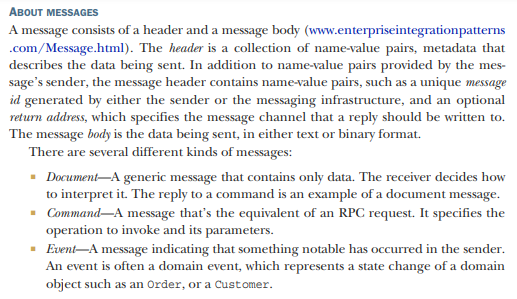 ABOUT MESSAGES
A message consists of a header and a message body (www.enterpriseintegrationpatterns
.com/Message.html). The header is a collection of name-value pairs, metadata that
describes the data being sent. In addition to name-value pairs provided by the mes-
sage's sender, the message header contains name-value pairs, such as a unique message
id generated by either the sender or the messaging infrastructure, and an optional
return address, which specifies the message channel that a reply should be written to.
The message body is the data being sent, in either text or binary format.
There are several different kinds of messages:
▪ Document—A generic message that contains only data. The receiver decides how
to interpret it. The reply to a command is an example of a document message.
▪ Command—A message that's the equivalent of an RPC request. It specifies the
operation to invoke and its parameters.
▪ Event—A message indicating that something notable has occurred in the sender.
An event is often a domain event, which represents a state change of a domain
object such as an Order, or a Customer.